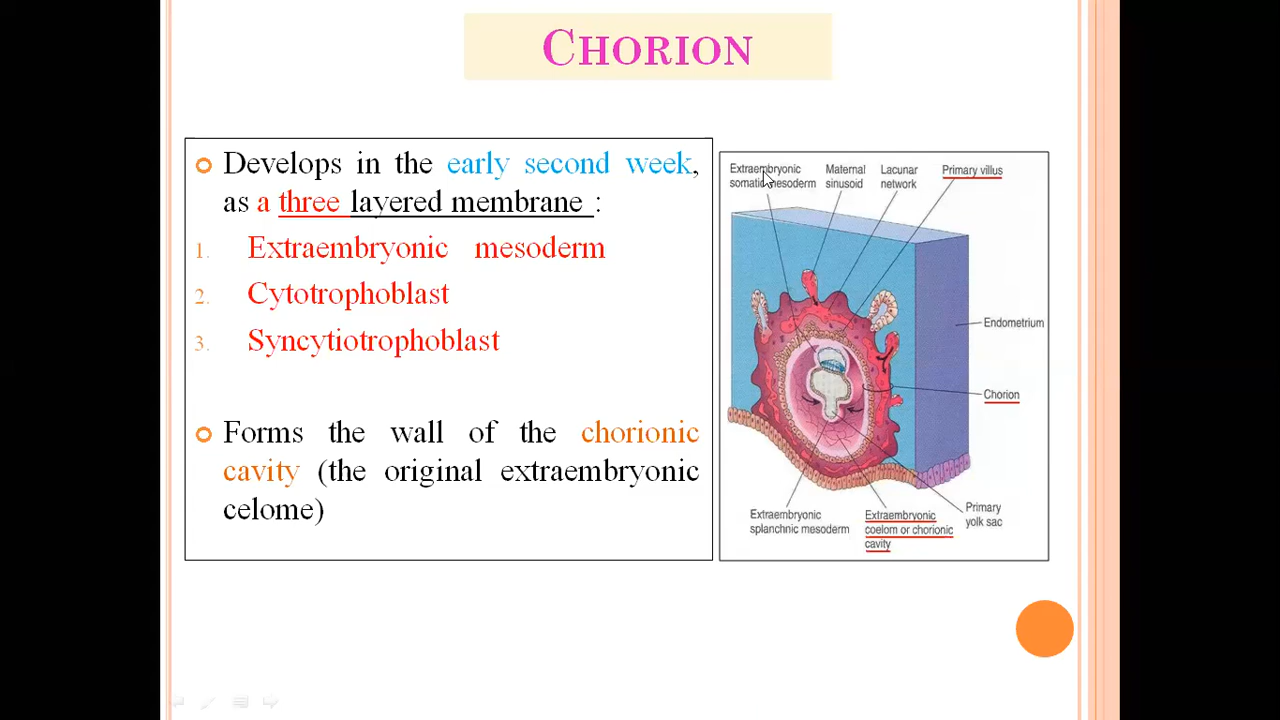 CHORION
Develops in the early second week,
as a three layered membrane :
1. Extraembryonic mesoderm
2. Cytotrophoblast
3. Syncytiotrophoblast
Forms the wall of the chorionic
cavity (the original extraembryonic
celome)
Extraembryonic
somatic mesoderm
Maternal
sinusoid
Lacunar
network
Primary villus
Endometrium
Chorion
Extraembryonic
splanchnic mesoderm
Extraembryonic
coelom or chorionic
cavity
Primary
yolk sac